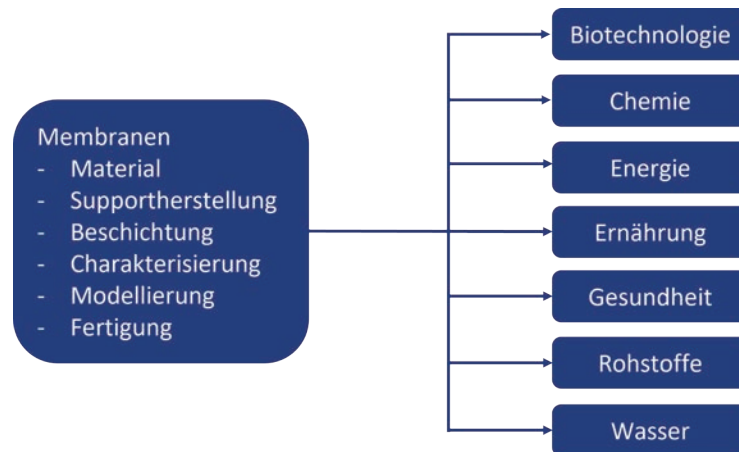 Membranen
- Material
- Supportherstellung
- Beschichtung
- Charakterisierung
- Modellierung
- Fertigung
Biotechnologie
Chemie
Energie
Ernährung
Gesundheit
Rohstoffe
Wasser